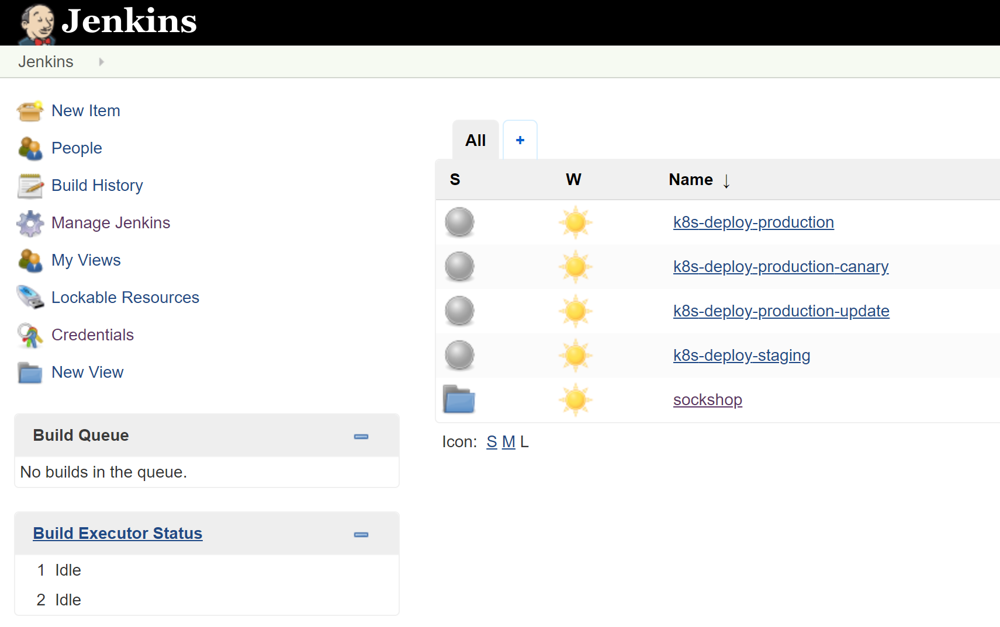 Jenkins
Jenkins
New Item
People
Build History
Manage Jenkins
My Views
Lockable Resources
Credentials
New View
Build Queue
No builds in the queue.
Build Executor Status
1 Idle
2 Idle
All +
S W Name ↓
k8s-deploy-production
k8s-deploy-production-canary
k8s-deploy-production-update
k8s-deploy-staging
sockshop
Icon: S M L